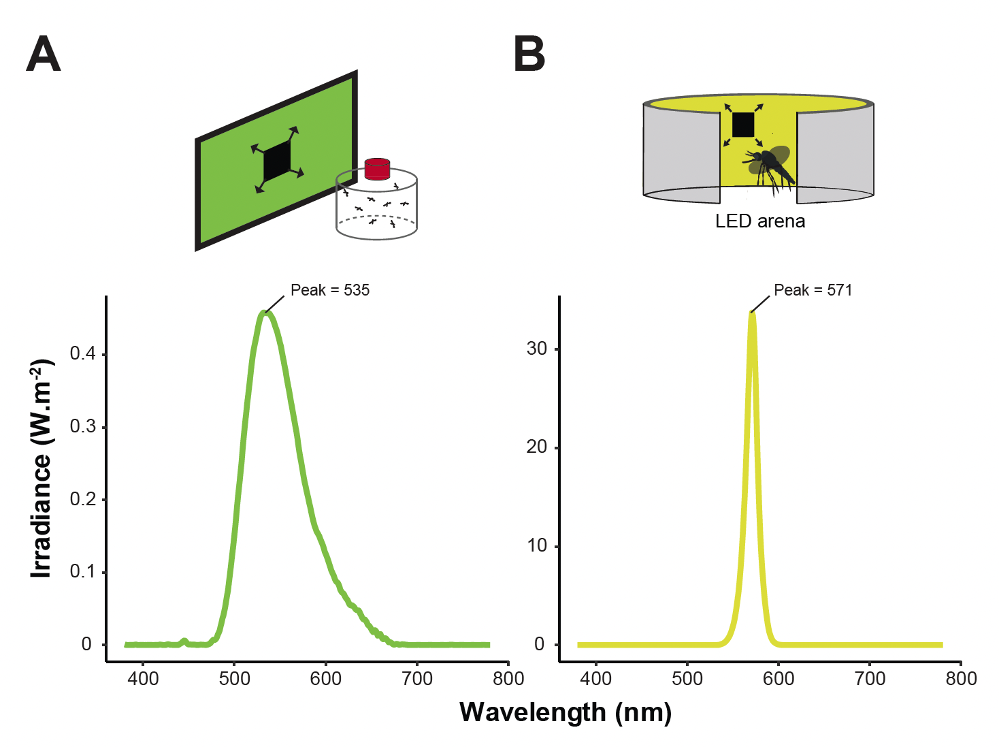 A
B
LED arena
Peak = 535
Peak = 571
Irradiance (W.m-2)
0.4
0.3
0.2
0.1
0
30
20
10
0
400 500 600 700 800
400 500 600 700 800
Wavelength (nm)